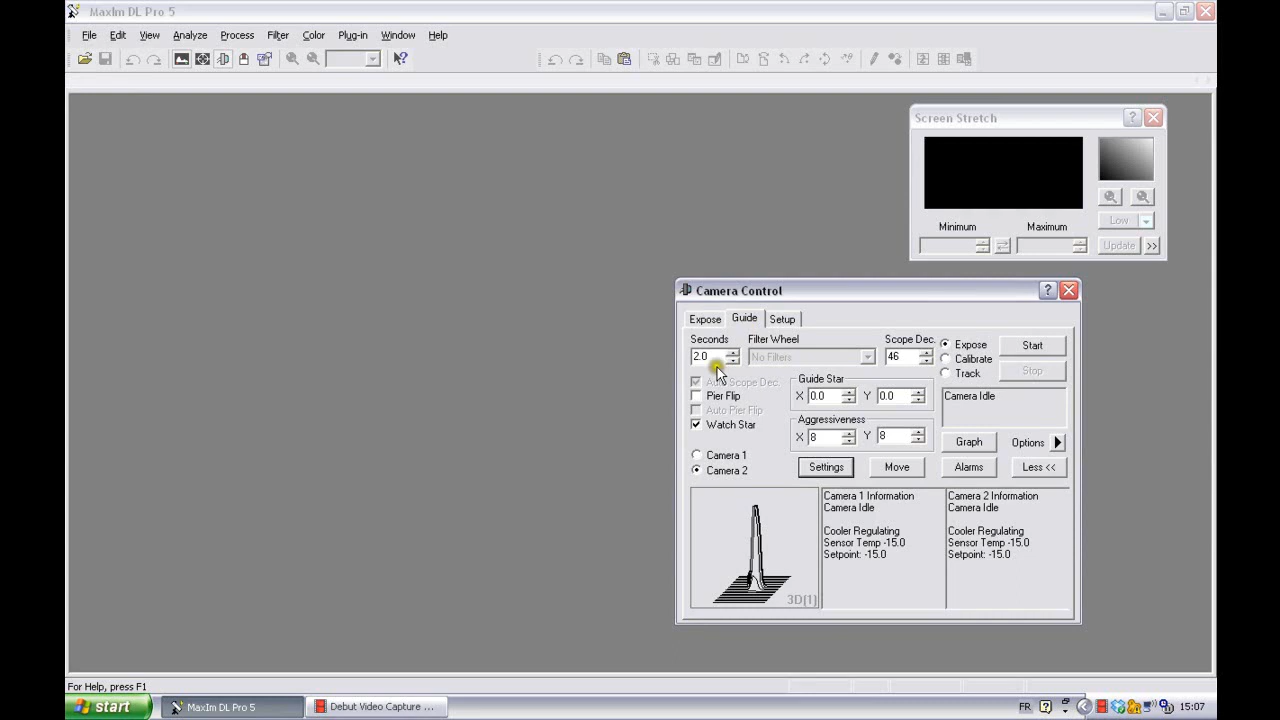 MaxIm DL Pro 5
File Edit View Analyze Process Filter Color Plug-in Window Help
Screen Stretch
Low
Minimum Maximum
Update >>
Camera Control
Expose Guide Setup
Seconds Filter Wheel Scope Dec.
2.0 No Filters 46
Expose Start
Calibrate
Track Stop
Auto Scope Dec.
Pier Flip
Auto Pier Flip
Watch Star
Guide Star
X 0.0 Y 0.0
Aggressiveness
X 8 Y 8
Camera Idle
Graph Options
Camera 1
Camera 2
Settings Move Alarms Less <<
3D[1]
Camera 1 Information
Camera Idle
Cooler Regulating
Sensor Temp -15.0
Setpoint: -15.0
Camera 2 Information
Camera Idle
Cooler Regulating
Sensor Temp -15.0
Setpoint: -15.0
For Help, press F1
start MaxIm DL Pro 5 Debut Video Capture ... FR 15:07